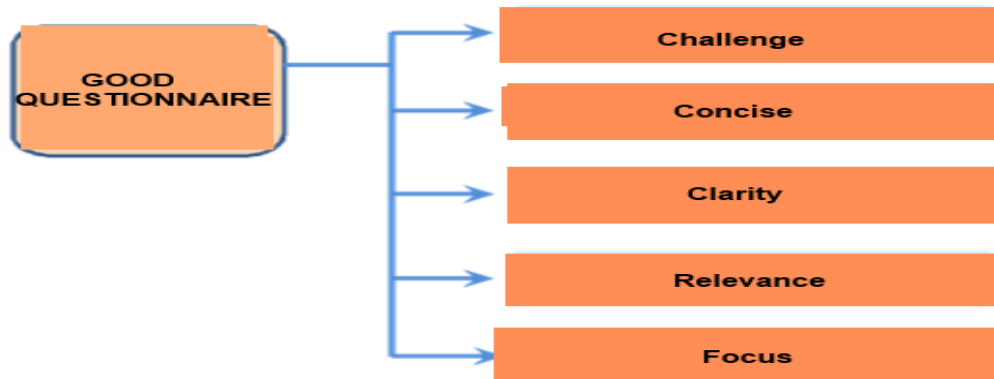 GOOD
QUESTIONNAIRE
Challenge
Concise
Clarity
Relevance
Focus